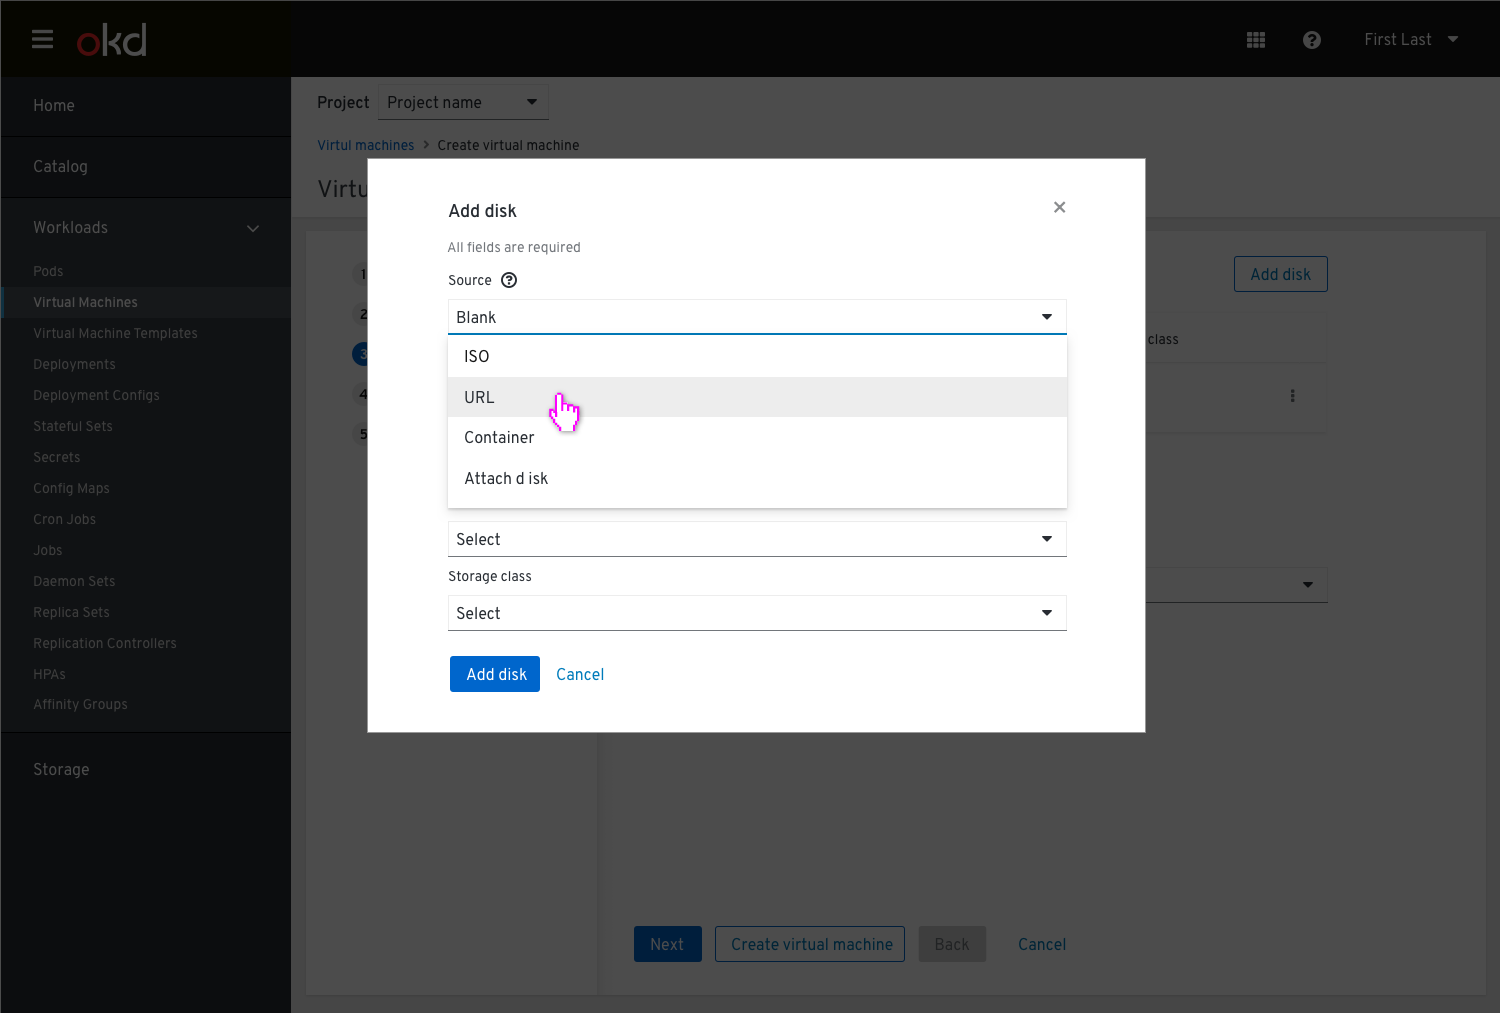 okd
First Last
Home
Catalog
Workloads
Pods
Virtual Machines
Virtual Machine Templates
Deployments
Deployment Configs
Stateful Sets
Secrets
Config Maps
Cron Jobs
Jobs
Daemon Sets
Replica Sets
Replication Controllers
HPAs
Affinity Groups
Storage
Project Project name
Virtul machines > Create virtual machine
Virtu
1
2
3
4
5
Add disk
class
Add disk
All fields are required
Source
Blank
ISO
URL
Container
Attach d isk
Select
Storage class
Select
Add disk Cancel
Next Create virtual machine Back Cancel